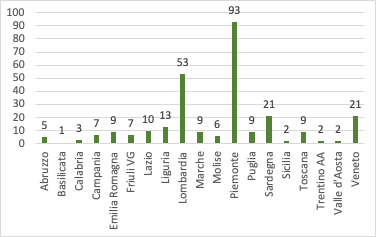 100
90
80
70
60
50
40
30
20
10
0
5
1
3
7
9
7
10
13
53
9
6
93
9
21
2
9
2
2
21
Abruzzo
Basilicata
Calabria
Campania
Emilia Romagna
Friuli VG
Lazio
Liguria
Lombardia
Marche
Molise
Piemonte
Puglia
Sardegna
Sicilia
Toscana
Trentino AA
Valle d'Aosta
Veneto